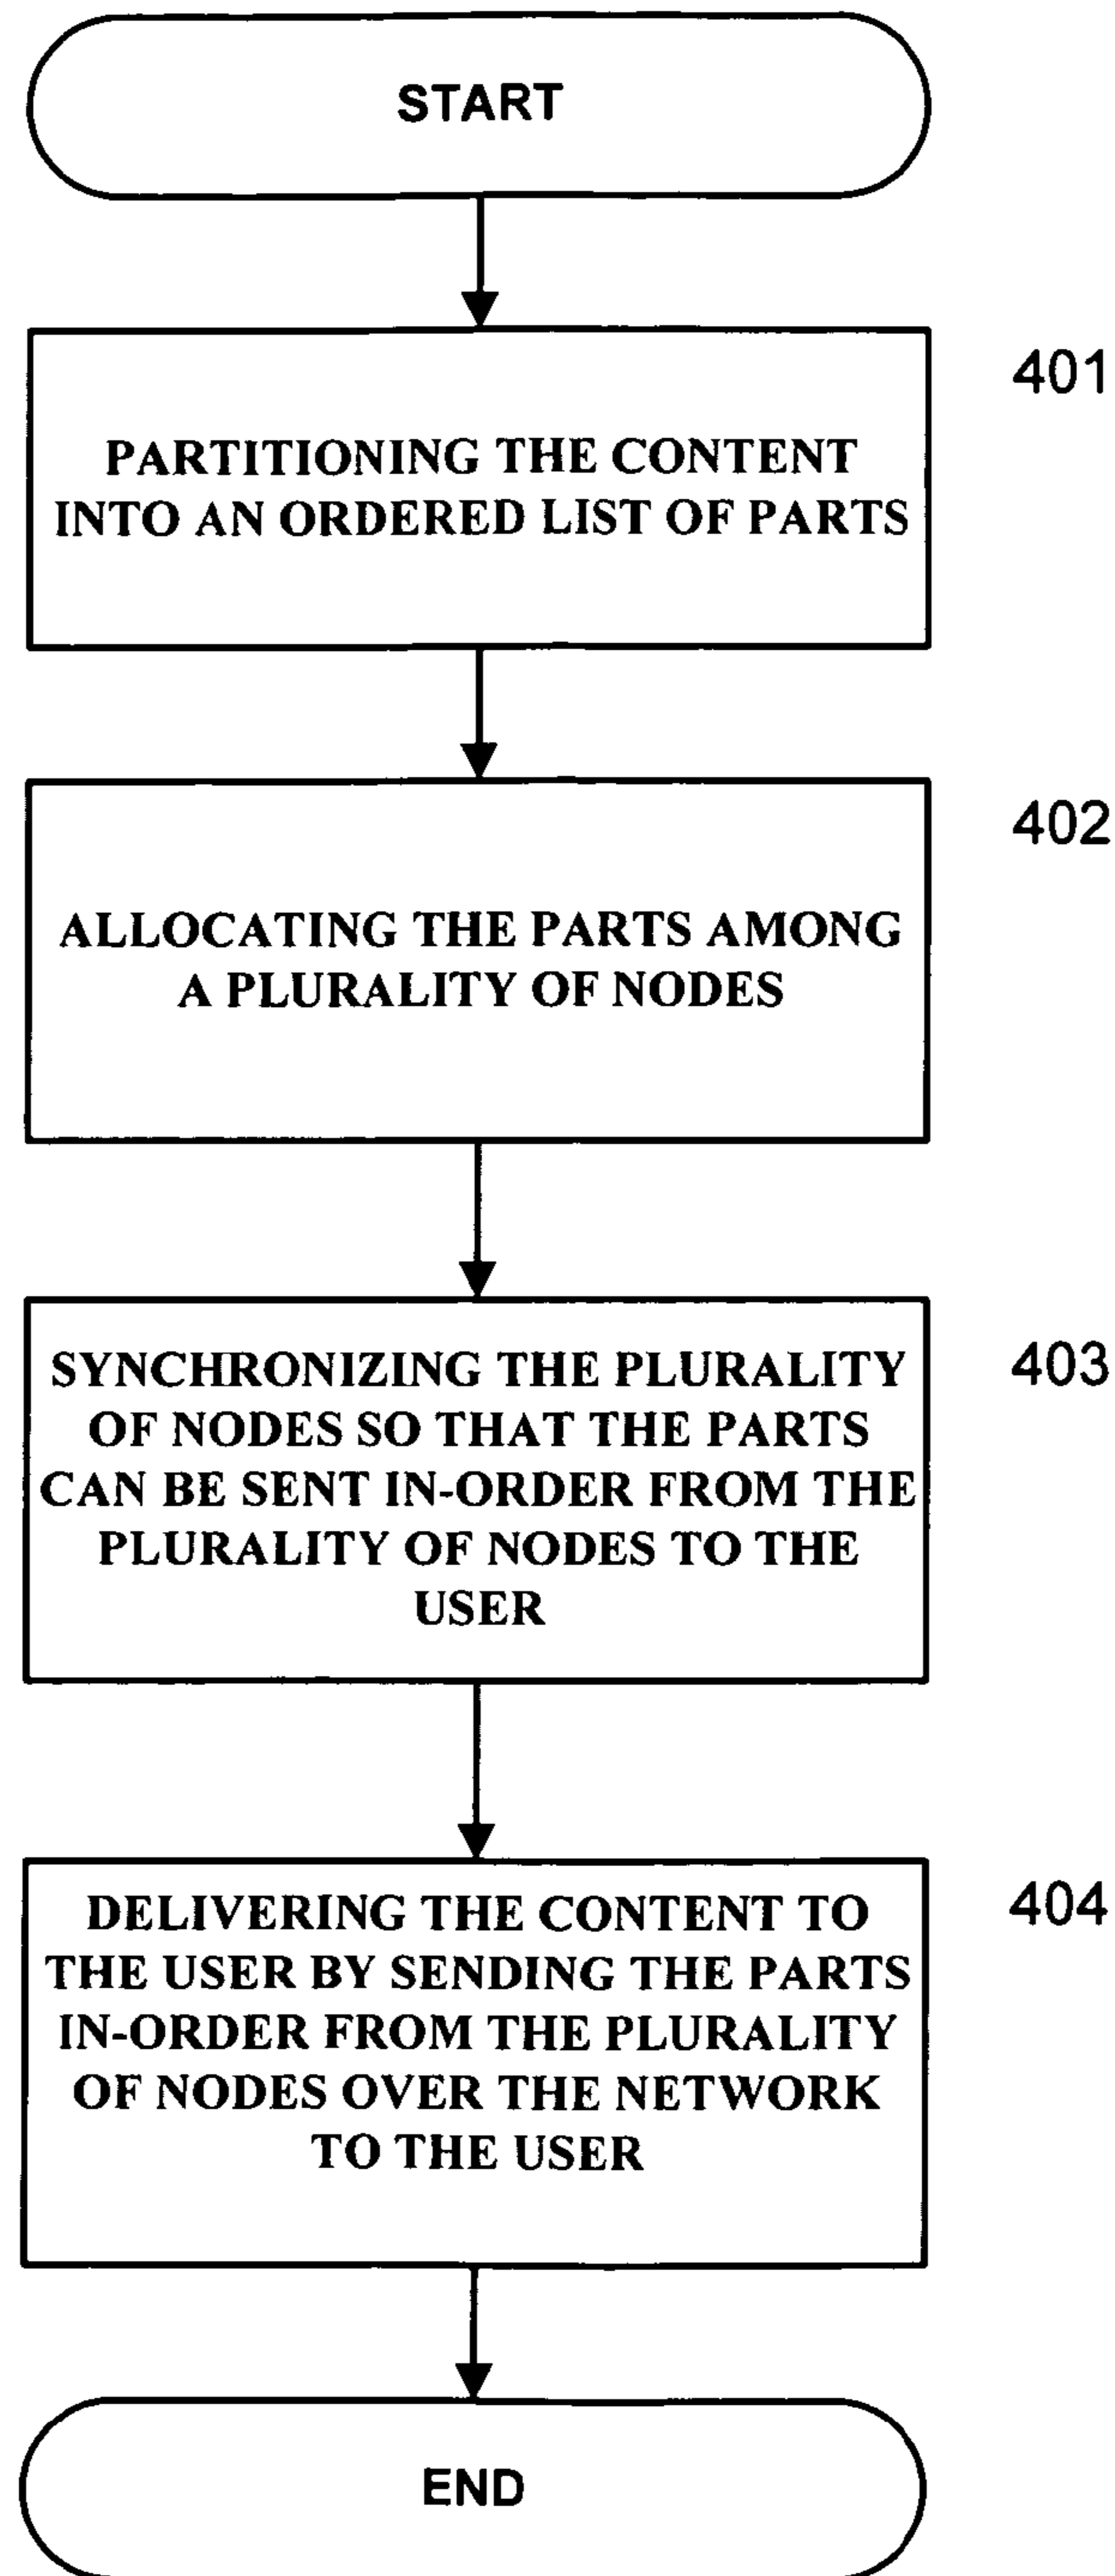 START
401
PARTITIONING THE CONTENT
INTO AN ORDERED LIST OF PARTS
402
ALLOCATING THE PARTS AMONG
A PLURALITY OF NODES
403
SYNCHRONIZING THE PLURALITY
OF NODES SO THAT THE PARTS
CAN BE SENT IN-ORDER FROM THE
PLURALITY OF NODES TO THE
USER
404
DELIVERING THE CONTENT TO
THE USER BY SENDING THE PARTS
IN-ORDER FROM THE PLURALITY
OF NODES OVER THE NETWORK
TO THE USER
END